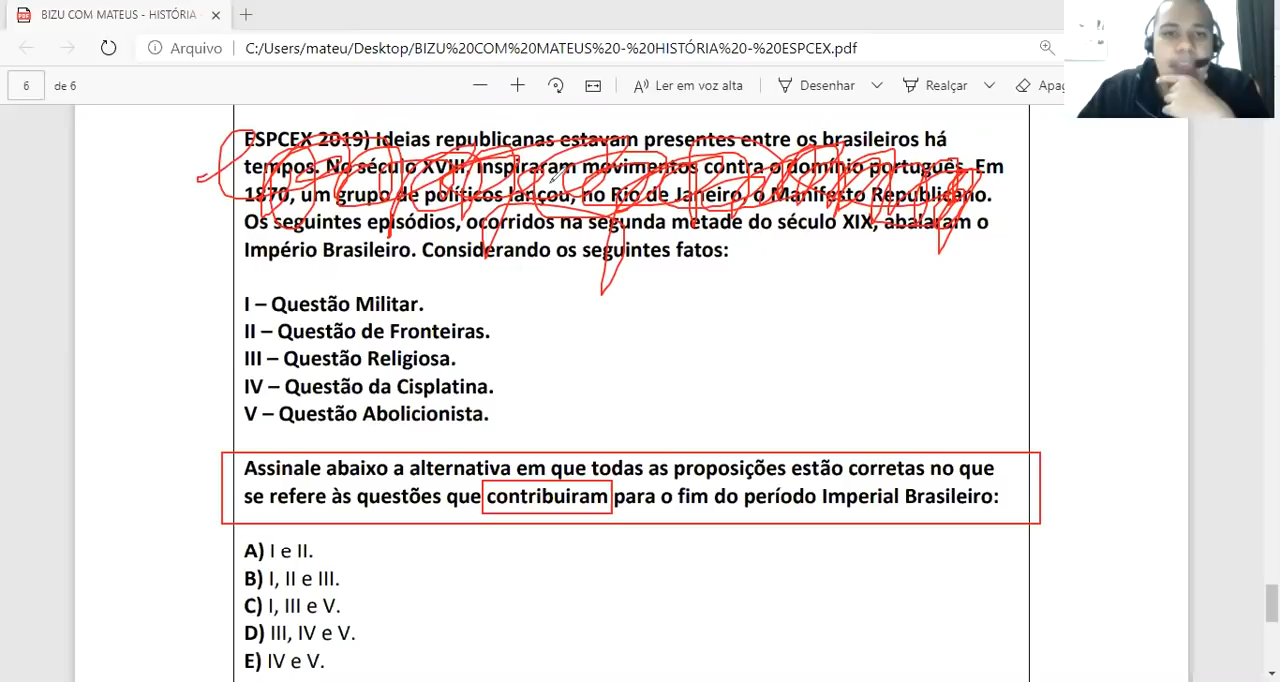 BIZU COM MATEUS - HISTÓRIA
Arquivo
C:/Users/mateu/Desktop/BIZU%20COM%20MATEUS%20-%20HISTÓRIA%20-%20ESPCEX.pdf
6
de 6
Ler em voz alta
Desenhar
Realçar
Apag
ESPCEX 2019) Ideias republicanas estavam presentes entre os brasileiros há
tempos. No século XVIII, inspiraram movimentos contra o domínio português. Em
1870, um grupo de políticos lançou, no Rio de Janeiro, o Manifesto Republicano.
Os seguintes episódios, ocorridos na segunda metade do século XIX, abalaram o
Império Brasileiro. Considerando os seguintes fatos:
I – Questão Militar.
II – Questão de Fronteiras.
III – Questão Religiosa.
IV – Questão da Cisplatina.
V – Questão Abolicionista.
Assinale abaixo a alternativa em que todas as proposições estão corretas no que
se refere às questões que contribuiram para o fim do período Imperial Brasileiro:
A) I e II.
B) I, II e III.
C) I, III e V.
D) III, IV e V.
E) IV e V.